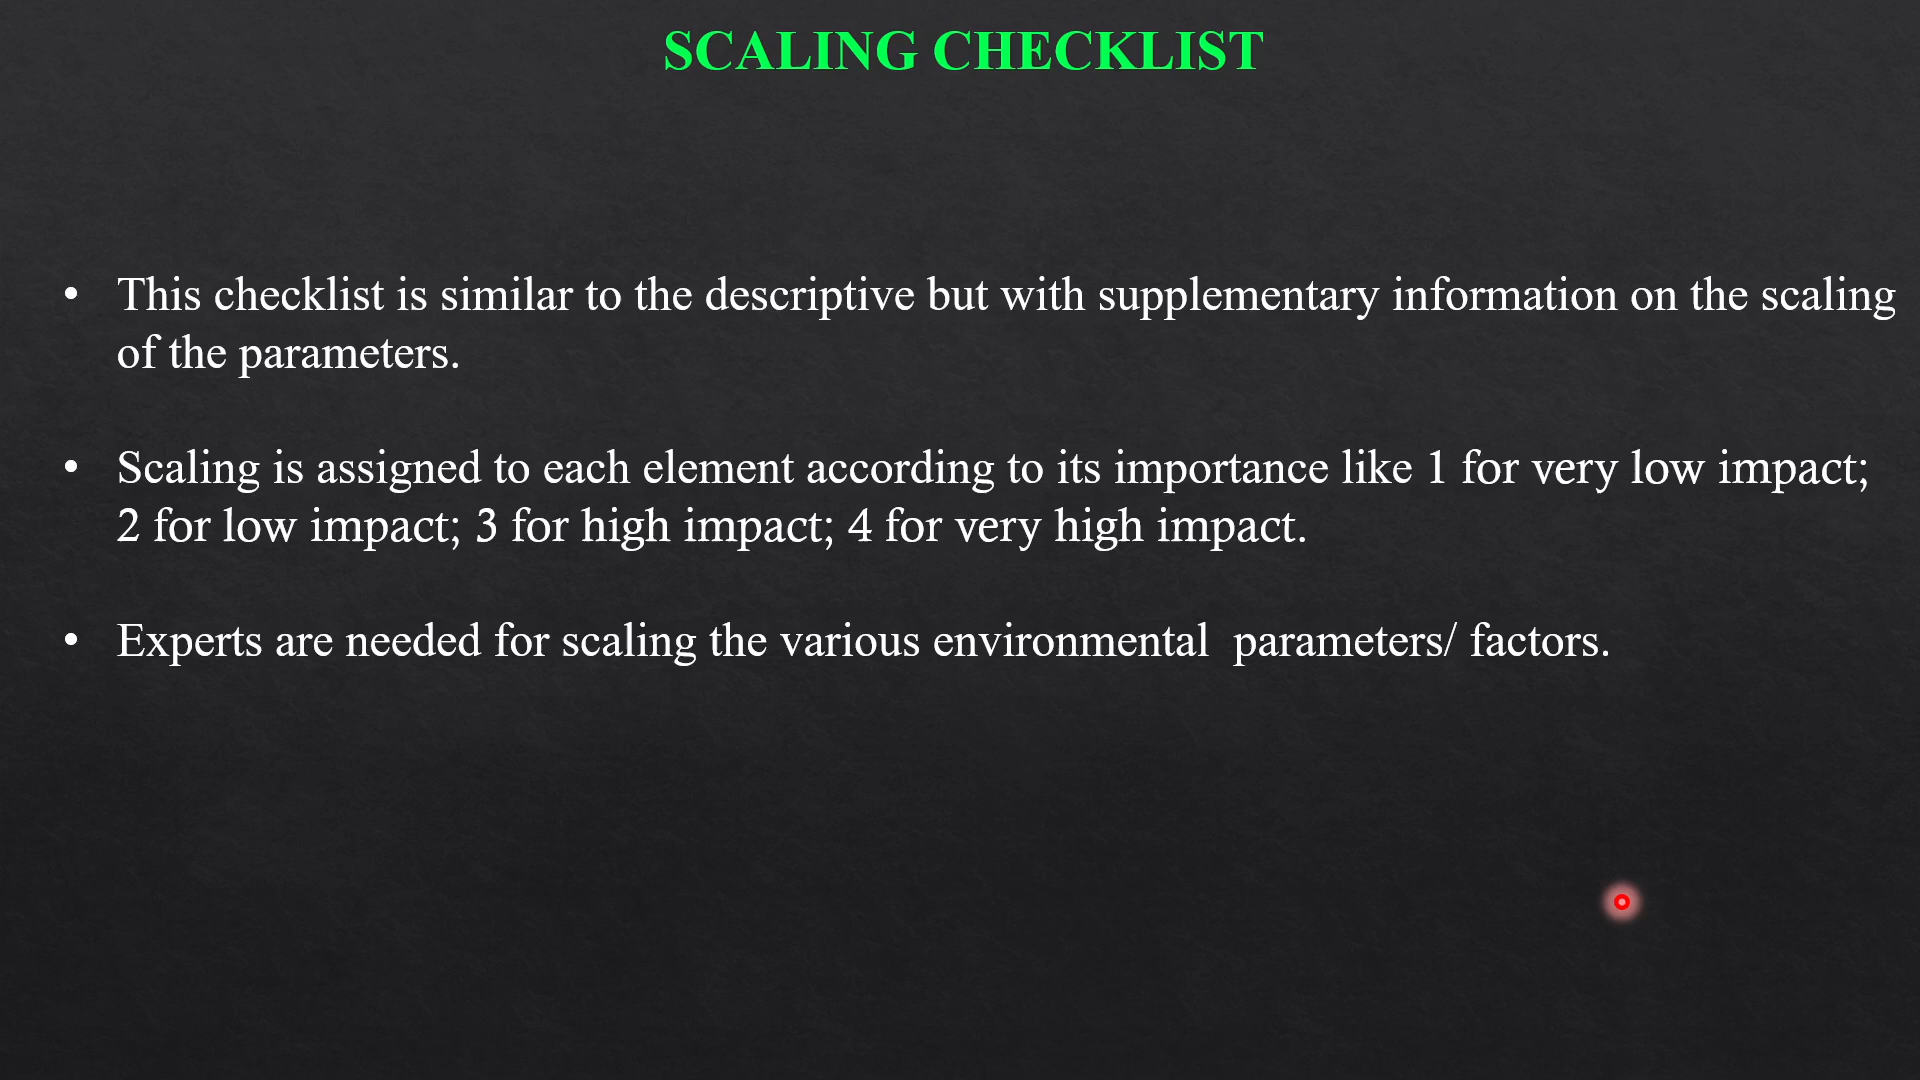 SCALING CHECKLIST
• This checklist is similar to the descriptive but with supplementary information on the scaling
of the parameters.
• Scaling is assigned to each element according to its importance like 1 for very low impact;
2 for low impact; 3 for high impact; 4 for very high impact.
• Experts are needed for scaling the various environmental  parameters/ factors.